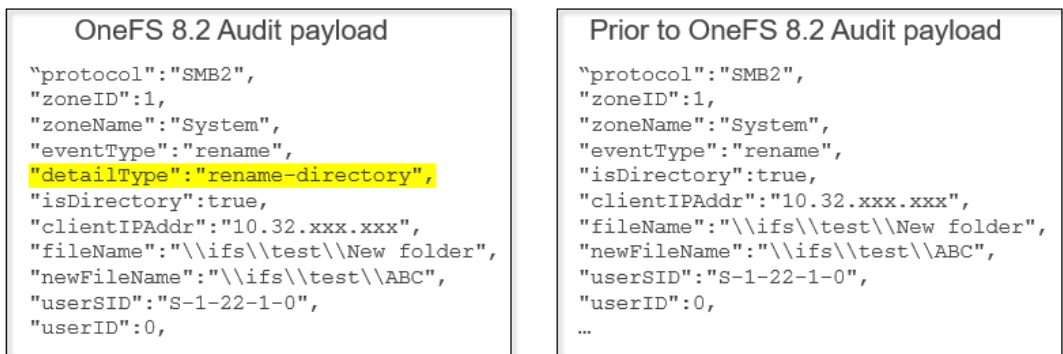 OneFS 8.2 Audit payload
“protocol":"SMB2",
"zoneID":1,
"zoneName":"System",
"eventType":"rename",
"detailType":"rename-directory",
"isDirectory":true,
"clientIPAddr":"10.32.xxx.xxx",
"fileName":"\\ifs\\test\\New folder",
"newFileName":"\\ifs\\test\\ABC",
"userSID":"S-1-22-1-0",
"userID":0,
Prior to OneFS 8.2 Audit payload
“protocol":"SMB2",
"zoneID":1,
"zoneName":"System",
"eventType":"rename",
"isDirectory":true,
"clientIPAddr":"10.32.xxx.xxx",
"fileName":"\\ifs\\test\\New folder",
"newFileName":"\\ifs\\test\\ABC",
"userSID":"S-1-22-1-0",
"userID":0,
…